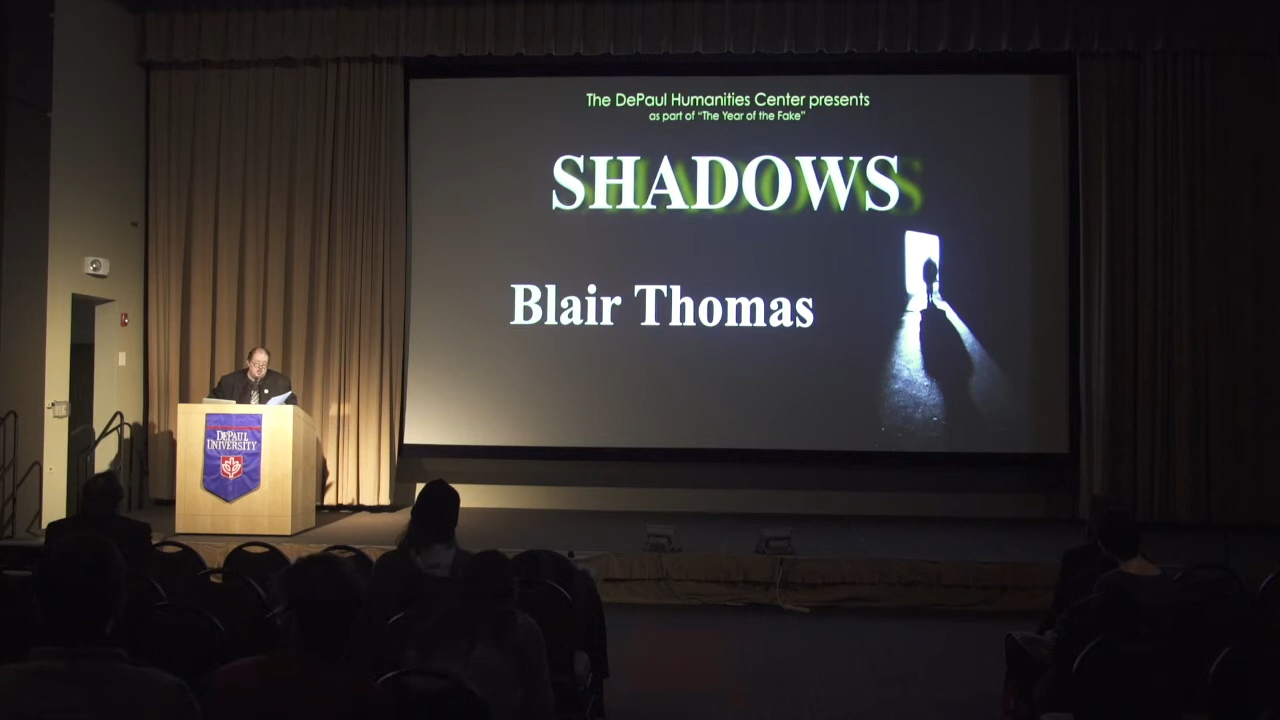 The DePaul Humanities Center presents
as part of "The Year of the Fake"
SHADOWS
Blair Thomas
DEPAUL
UNIVERSITY